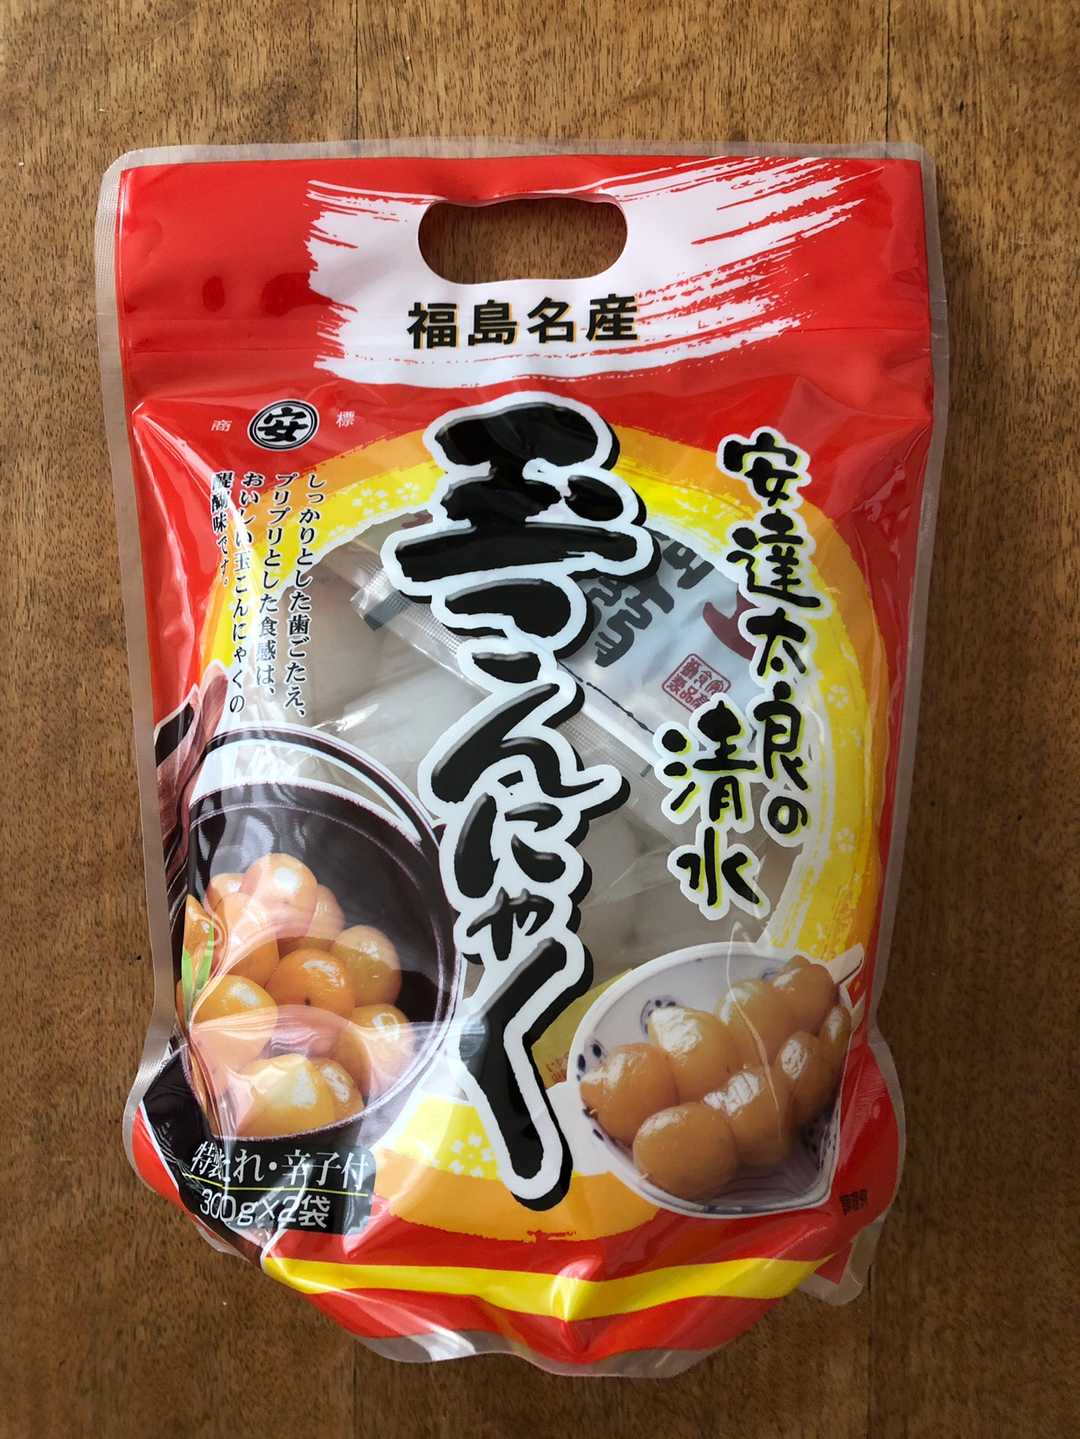 福島名産
商 安 標
安達太良の
清水
玉こんにゃく
しっかりとした歯ごたえ、
プリプリとした食感は、
おいしい玉こんにゃくの
醍醐味です。
特製たれ・辛子付
300g×2袋
調理例